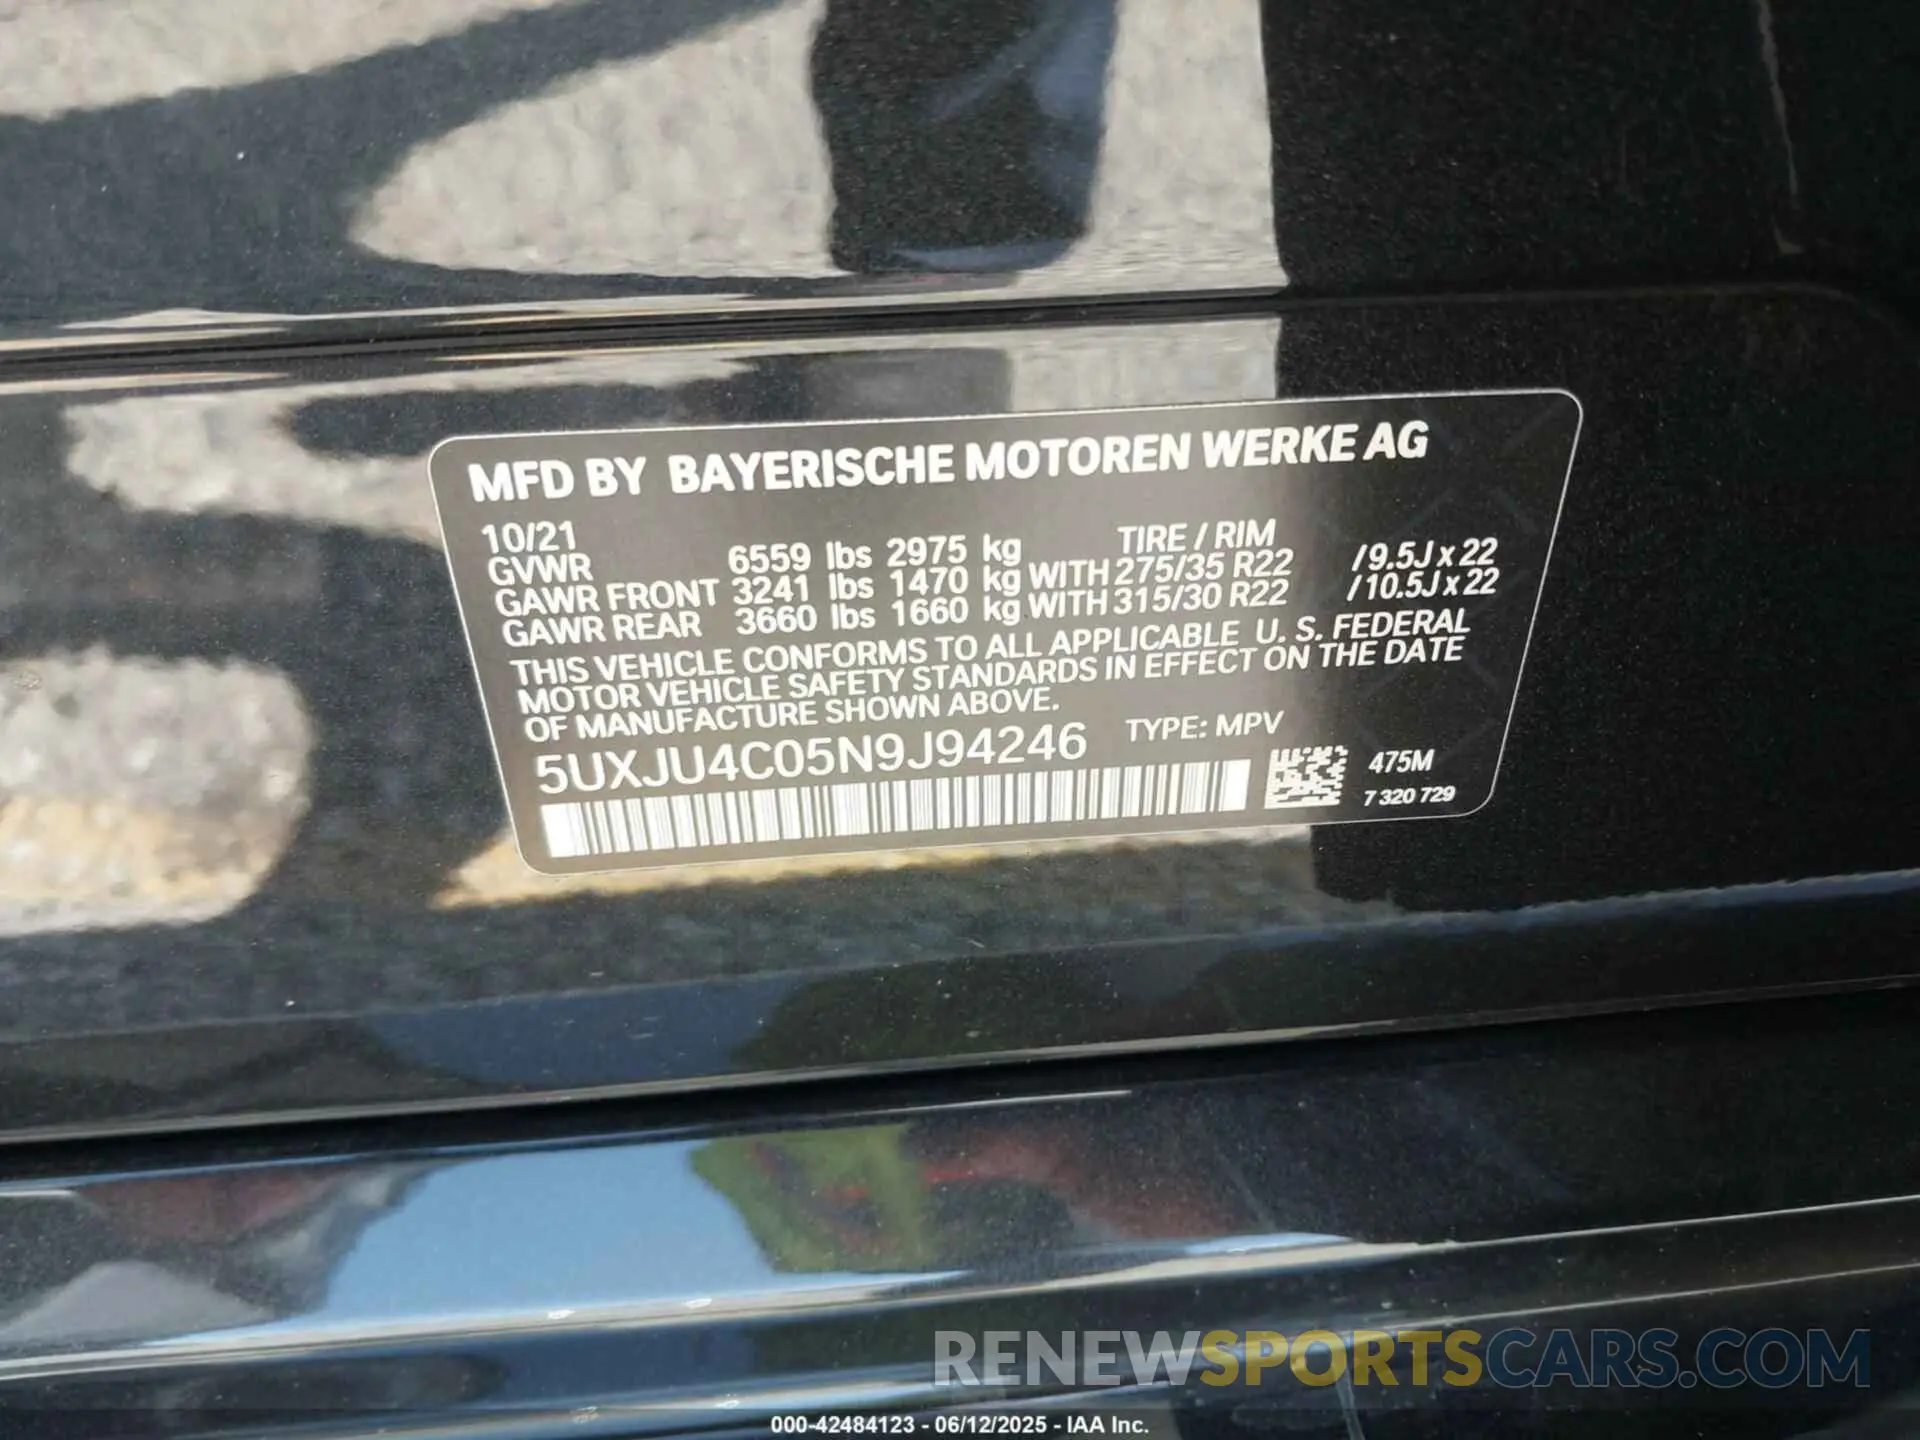 MFD BY BAYERISCHE MOTOREN WERKE AG
10/21 TIRE / RIM
GVWR 6559 lbs 2975 kg
GAWR FRONT 3241 lbs 1470 kg WITH 275/35 R22 / 9.5J x 22
GAWR REAR 3660 lbs 1660 kg WITH 315/30 R22 / 10.5J x 22
THIS VEHICLE CONFORMS TO ALL APPLICABLE U. S. FEDERAL
MOTOR VEHICLE SAFETY STANDARDS IN EFFECT ON THE DATE
OF MANUFACTURE SHOWN ABOVE.
5UXJU4C05N9J94246 TYPE: MPV
475M
7 320 729
RENEWSPORTSCARS.COM
000-42484123 - 06/12/2025 - IAA Inc.